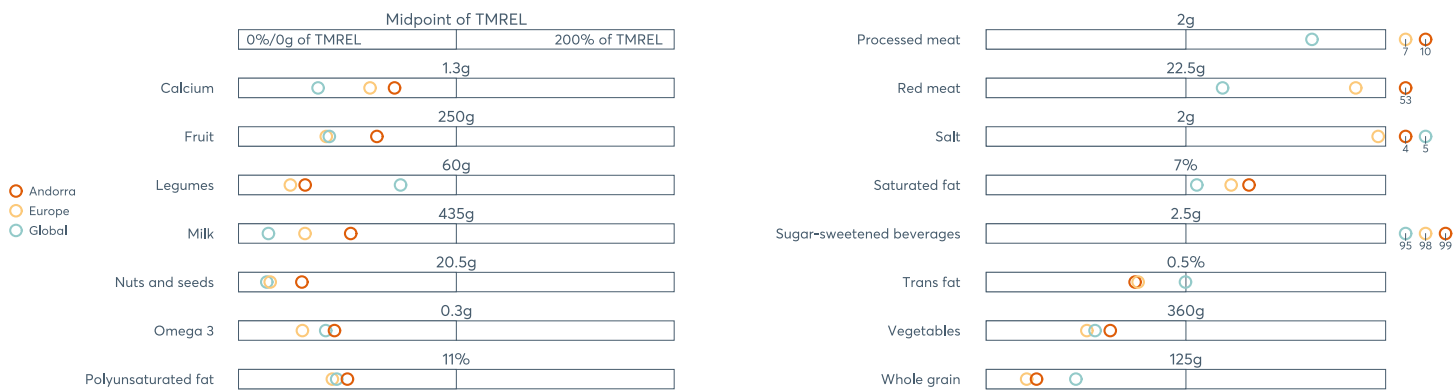 Midpoint of TMREL
0%/0g of TMREL 200% of TMREL
1.3g
Calcium
250g
Fruit
60g
Legumes
435g
Milk
20.5g
Nuts and seeds
0.3g
Omega 3
11%
Polyunsaturated fat
Andorra
Europe
Global
2g
Processed meat
7 10
22.5g
Red meat
53
2g
Salt
4 5
7%
Saturated fat
2.5g
Sugar-sweetened beverages
95 98 99
0.5%
Trans fat
360g
Vegetables
125g
Whole grain